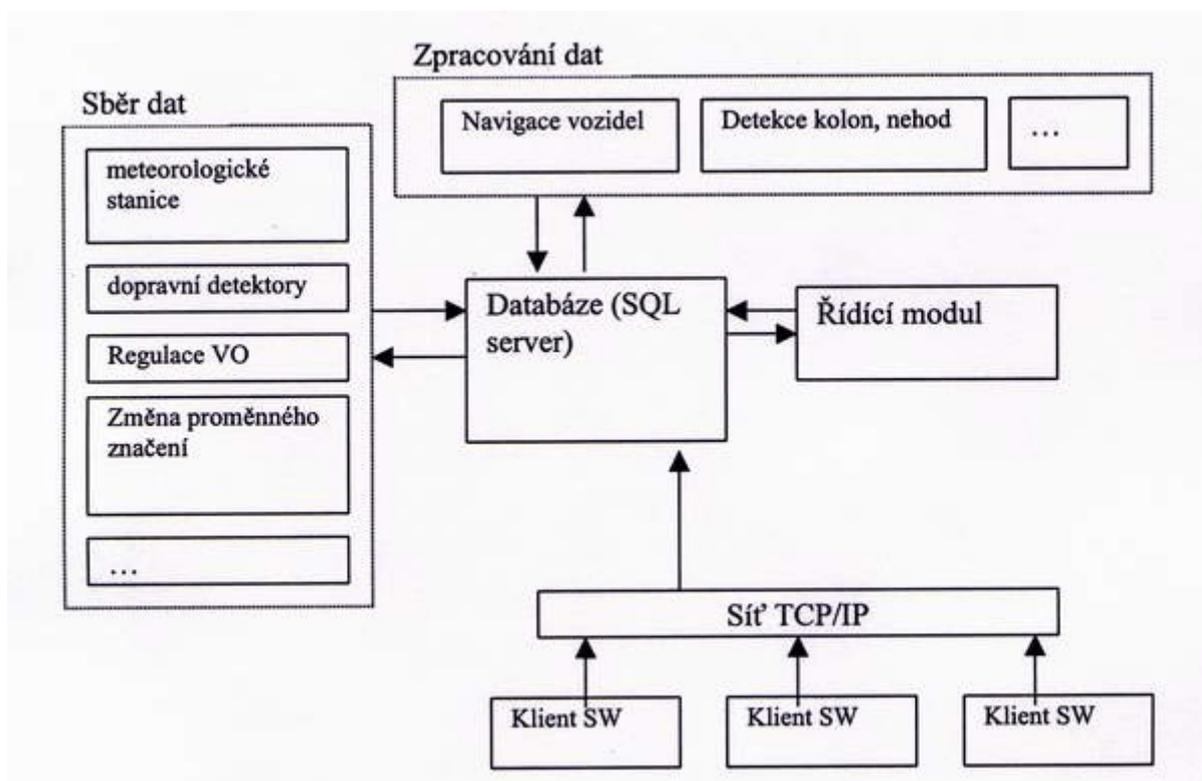 Zpracování dat
Navigace vozidel
Detekce kolon, nehod
...
Sběr dat
meteorologické
stanice
dopravní detektory
Regulace VO
Změna proměnného
značení
...
Databáze (SQL
server)
Řídící modul
Síť TCP/IP
Klient SW
Klient SW
Klient SW